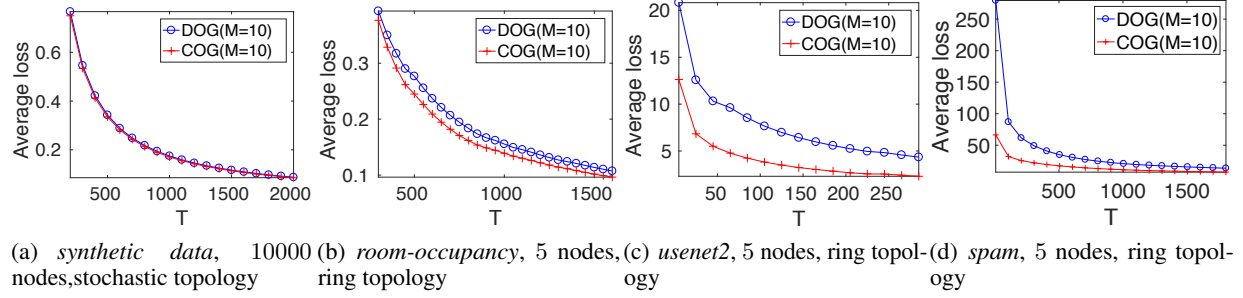 0.6
0.4
0.2
500 1000 1500 2000
T
Average loss
DOG(M=10)
COG(M=10)
0.3
0.2
0.1
500 1000 1500
T
Average loss
DOG(M=10)
COG(M=10)
20
15
10
5
50 100 150 200 250
T
Average loss
DOG(M=10)
COG(M=10)
250
200
150
100
50
500 1000 1500
T
Average loss
DOG(M=10)
COG(M=10)
(a) synthetic data, 10000
nodes,stochastic topology
(b) room-occupancy, 5 nodes,
ring topology
(c) usenet2, 5 nodes, ring topol-
ogy
(d) spam, 5 nodes, ring topol-
ogy